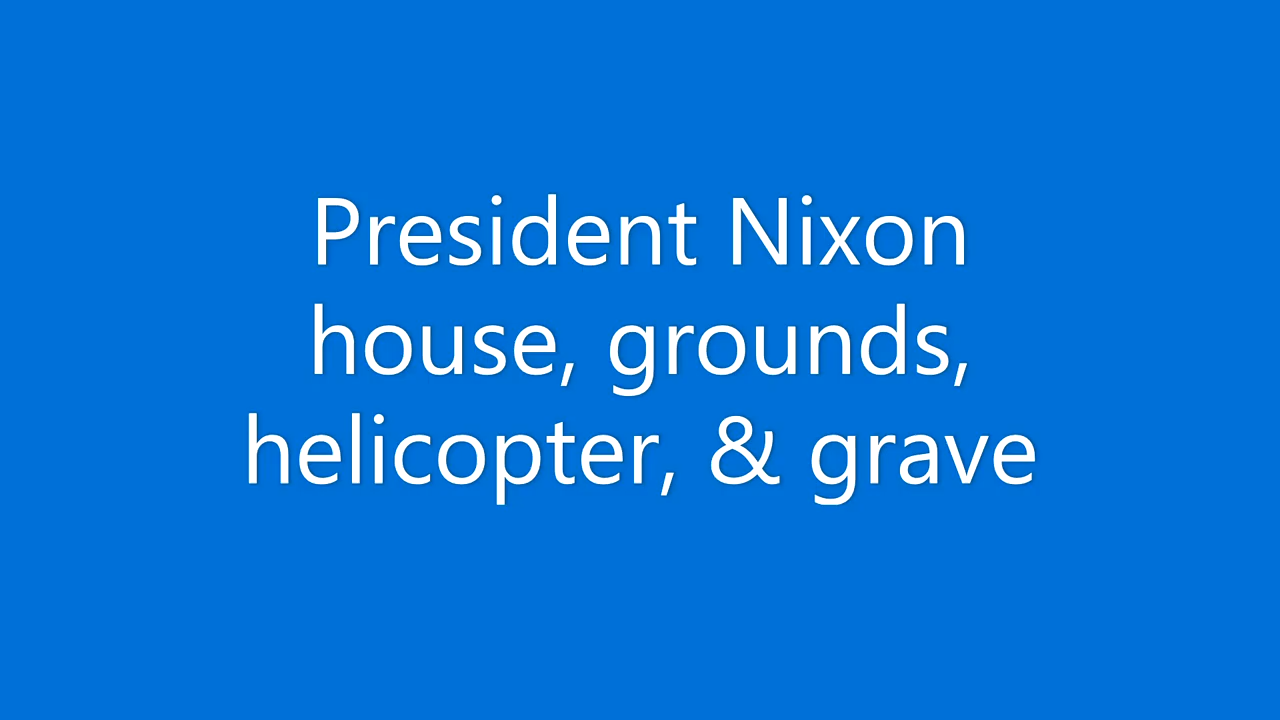 President Nixon
house, grounds,
helicopter, & grave